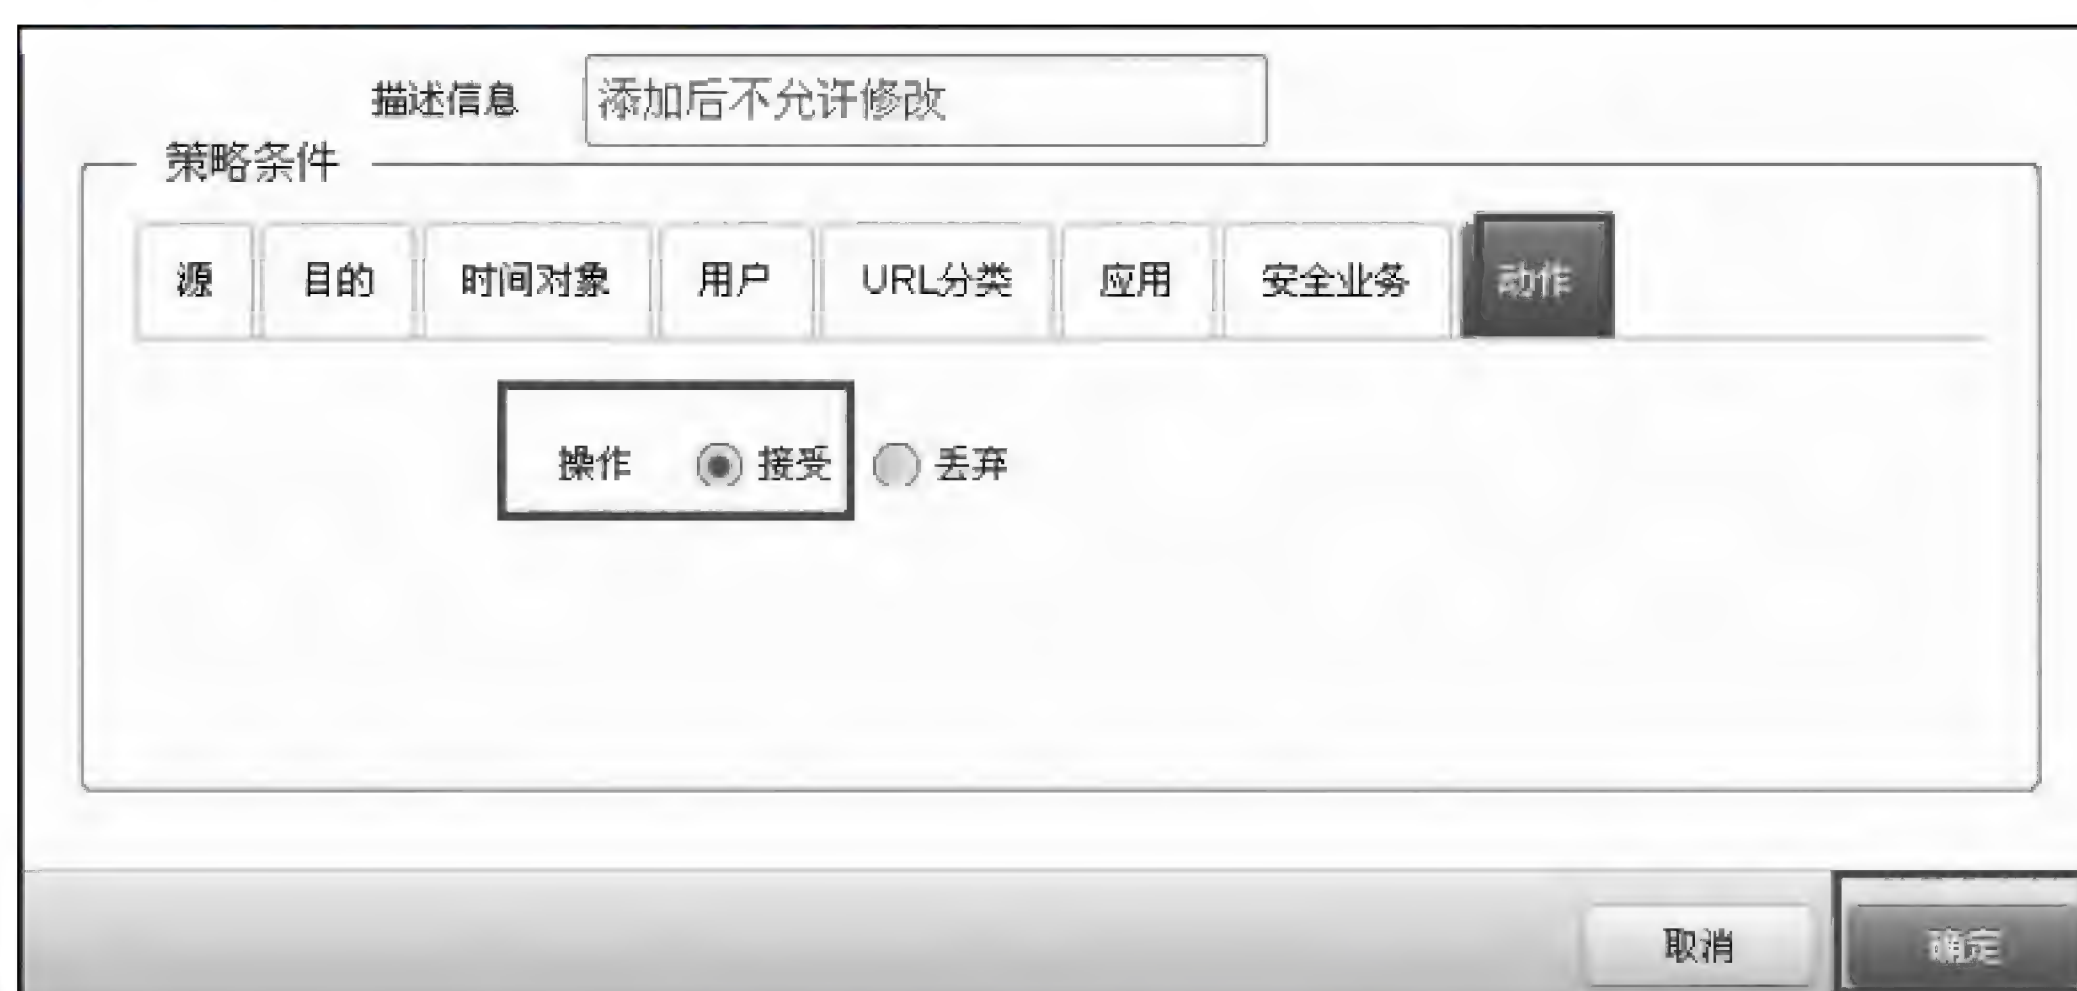 描述信息 添加后不允许修改
策略条件
源 目的 时间对象 用户 URL分类 应用 安全业务 动作
操作 接受 丢弃
取消 确定